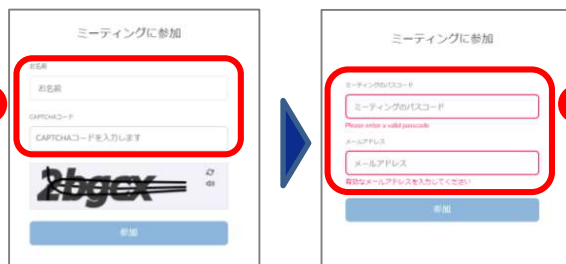 ミーティングに参加
お名前
お名前
CAPTCHAコード
CAPTCHAコードを入力します
2bgcx
参加
ミーティングに参加
ミーティングのパスコード
ミーティングのパスコード
Please enter a valid passcode
メールアドレス
メールアドレス
有効なメールアドレスを入力してください
参加